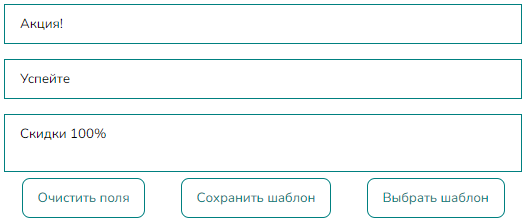 Акция!
Успейте
Скидки 100%
Очистить поля
Сохранить шаблон
Выбрать шаблон